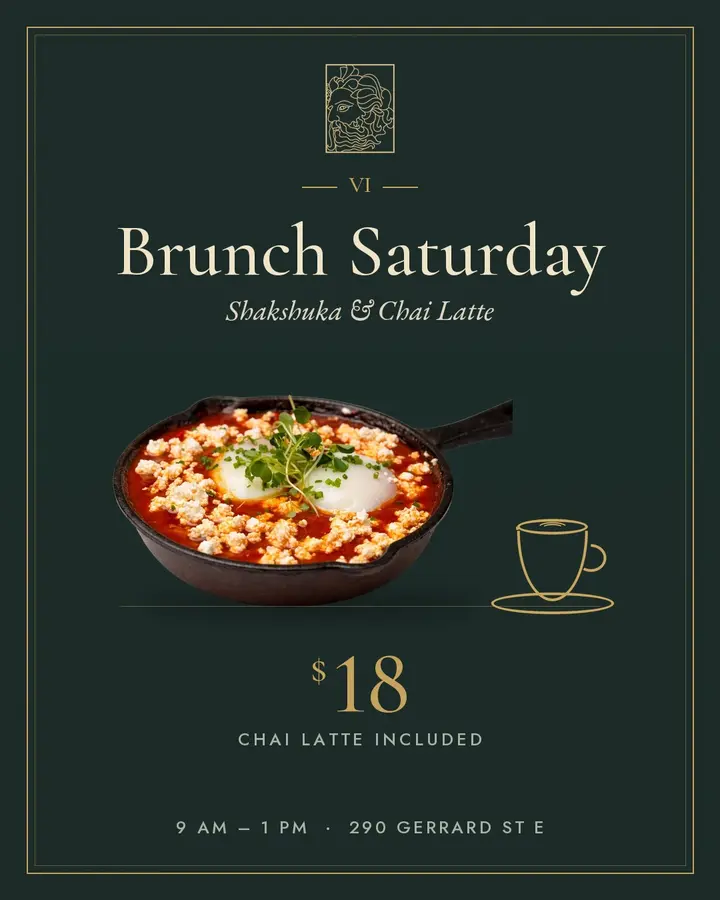 VI
Brunch Saturday
Shakshuka & Chai Latte
$18
CHAI LATTE INCLUDED
9 AM – 1 PM · 290 GERRARD ST E